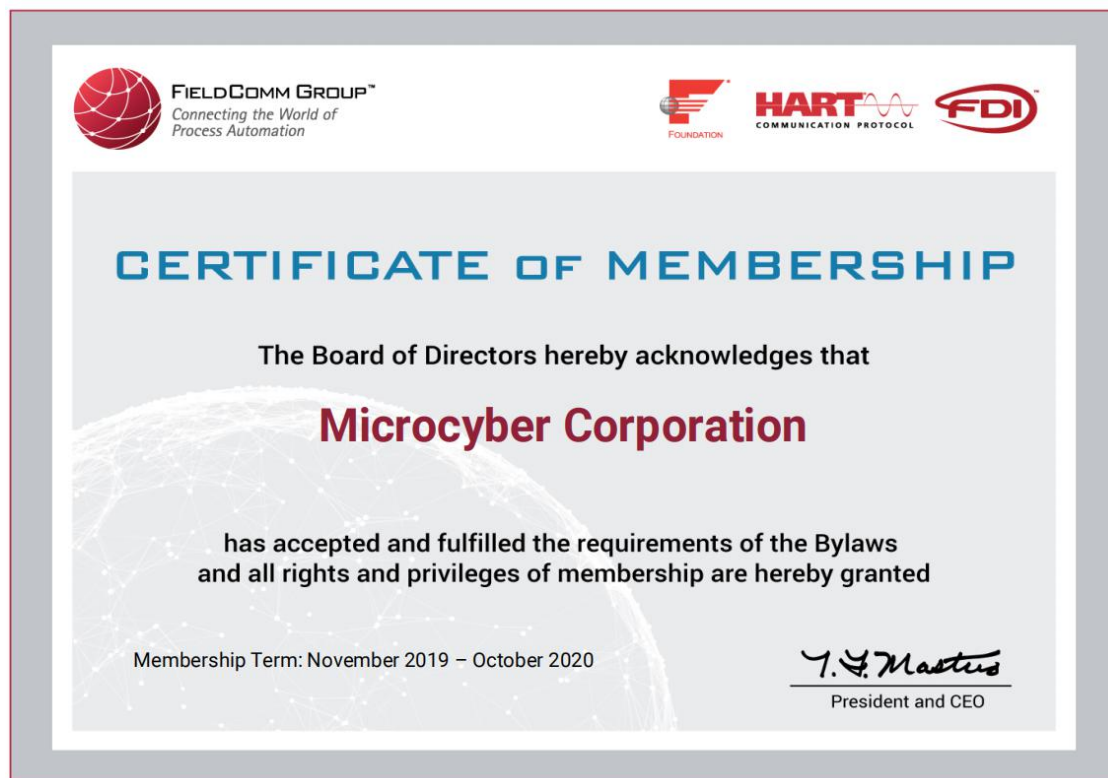 FIELDCOMM GROUP™
Connecting the World of
Process Automation
FOUNDATION
HART
COMMUNICATION PROTOCOL
FDI™
CERTIFICATE OF MEMBERSHIP
The Board of Directors hereby acknowledges that
Microcyber Corporation
has accepted and fulfilled the requirements of the Bylaws
and all rights and privileges of membership are hereby granted
Membership Term: November 2019 – October 2020
President and CEO